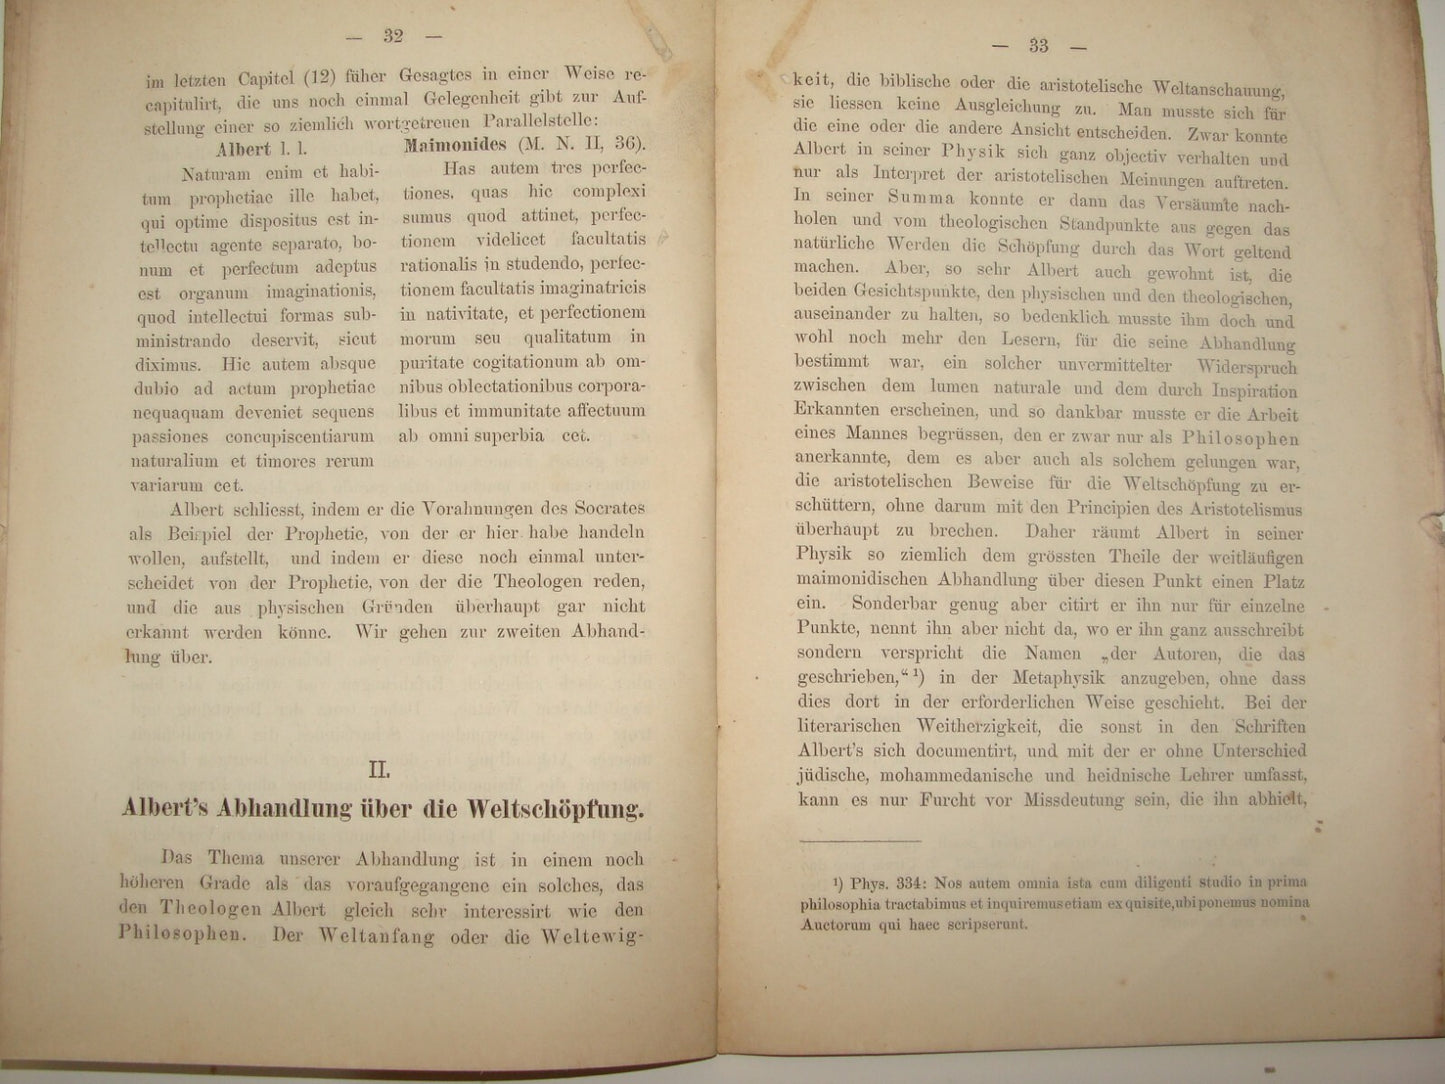 — 32 —
im letzten Capitel (12) füher Gesagtes in einer Weise re-
capitulirt, die uns noch einmal Gelegenheit gibt zur Auf-
stellung einer so ziemlich wortgetreuen Parallelstelle:
Albert l. l.
Naturam enim et habi-
tum prophetiae ille habet,
qui optime dispositus est in-
tellectu agente separato, bo-
num et perfectum adeptus
est organum imaginationis,
quod intellectui formas sub-
ministrando deservit, sicut
diximus. Hic autem absque
dubio ad actum prophetiae
nequaquam deveniet sequens
passiones concupiscentiarum
naturalium et timores rerum
variarum cet.
Maimonides (M. N. II, 36).
Has autem tres perfec-
tiones, quas hic complexi
sumus quod attinet, perfec-
tionem videlicet facultatis
rationalis in studendo, perfec-
tionem facultatis imaginatricis
in nativitate, et perfectionem
morum seu qualitatum in
puritate cogitationum ab om-
nibus oblectationibus corpora-
libus et immunitate affectuum
ab omni superbia cet.
Albert schliesst, indem er die Vorahnungen des Socrates
als Beispiel der Prophetie, von der er hier habe handeln
wollen, aufstellt, und indem er diese noch einmal unter-
scheidet von der Prophetie, von der die Theologen reden,
und die aus physischen Gründen überhaupt gar nicht
erkannt werden könne. Wir gehen zur zweiten Abhand-
lung über.
II.
Albert's Abhandlung über die Weltschöpfung.
Das Thema unserer Abhandlung ist in einem noch
höheren Grade als das voraufgegangene ein solches, das
den Theologen Albert gleich sehr interessirt wie den
Philosophen. Der Weltanfang oder die Weltewig-
— 33 —
keit, die biblische oder die aristotelische Weltanschauung,
sie liessen keine Ausgleichung zu. Man musste sich für
die eine oder die andere Ansicht entscheiden. Zwar konnte
Albert in seiner Physik sich ganz objectiv verhalten und
nur als Interpret der aristotelischen Meinungen auftreten.
In seiner Summa konnte er dann das Versäumte nach-
holen und vom theologischen Standpunkte aus gegen das
natürliche Werden die Schöpfung durch das Wort geltend
machen. Aber, so sehr Albert auch gewohnt ist, die
beiden Gesichtspunkte, den physischen und den theologischen,
auseinander zu halten, so bedenklich musste ihm doch und
wohl noch mehr den Lesern, für die seine Abhandlung
bestimmt war, ein solcher unvermittelter Widerspruch
zwischen dem lumen naturale und dem durch Inspiration
Erkannten erscheinen, und so dankbar musste er die Arbeit
eines Mannes begrüssen, den er zwar nur als Philosophen
anerkannte, dem es aber auch als solchem gelungen war,
die aristotelischen Beweise für die Weltschöpfung zu er-
schüttern, ohne darum mit den Principien des Aristotelismus
überhaupt zu brechen. Daher räumt Albert in seiner
Physik so ziemlich dem grössten Theile der weitläufigen
maimonidischen Abhandlung über diesen Punkt einen Platz
ein. Sonderbar genug aber citirt er ihn nur für einzelne
Punkte, nennt ihn aber nicht da, wo er ihn ganz ausschreibt
sondern verspricht die Namen „der Autoren, die das
geschrieben,“ ¹) in der Metaphysik anzugeben, ohne dass
dies dort in der erforderlichen Weise geschieht. Bei der
literarischen Weitherzigkeit, die sonst in den Schriften
Albert's sich documentirt, und mit der er ohne Unterschied
jüdische, mohammedanische und heidnische Lehrer umfasst,
kann es nur Furcht vor Missdeutung sein, die ihn abhielt,
¹) Phys. 334: Nos autem omnia ista cum diligenti studio in prima
philosophia tractabimus et inquiremus etiam exquisite, ubi ponemus nomina
Auctorum qui haec scripserunt.